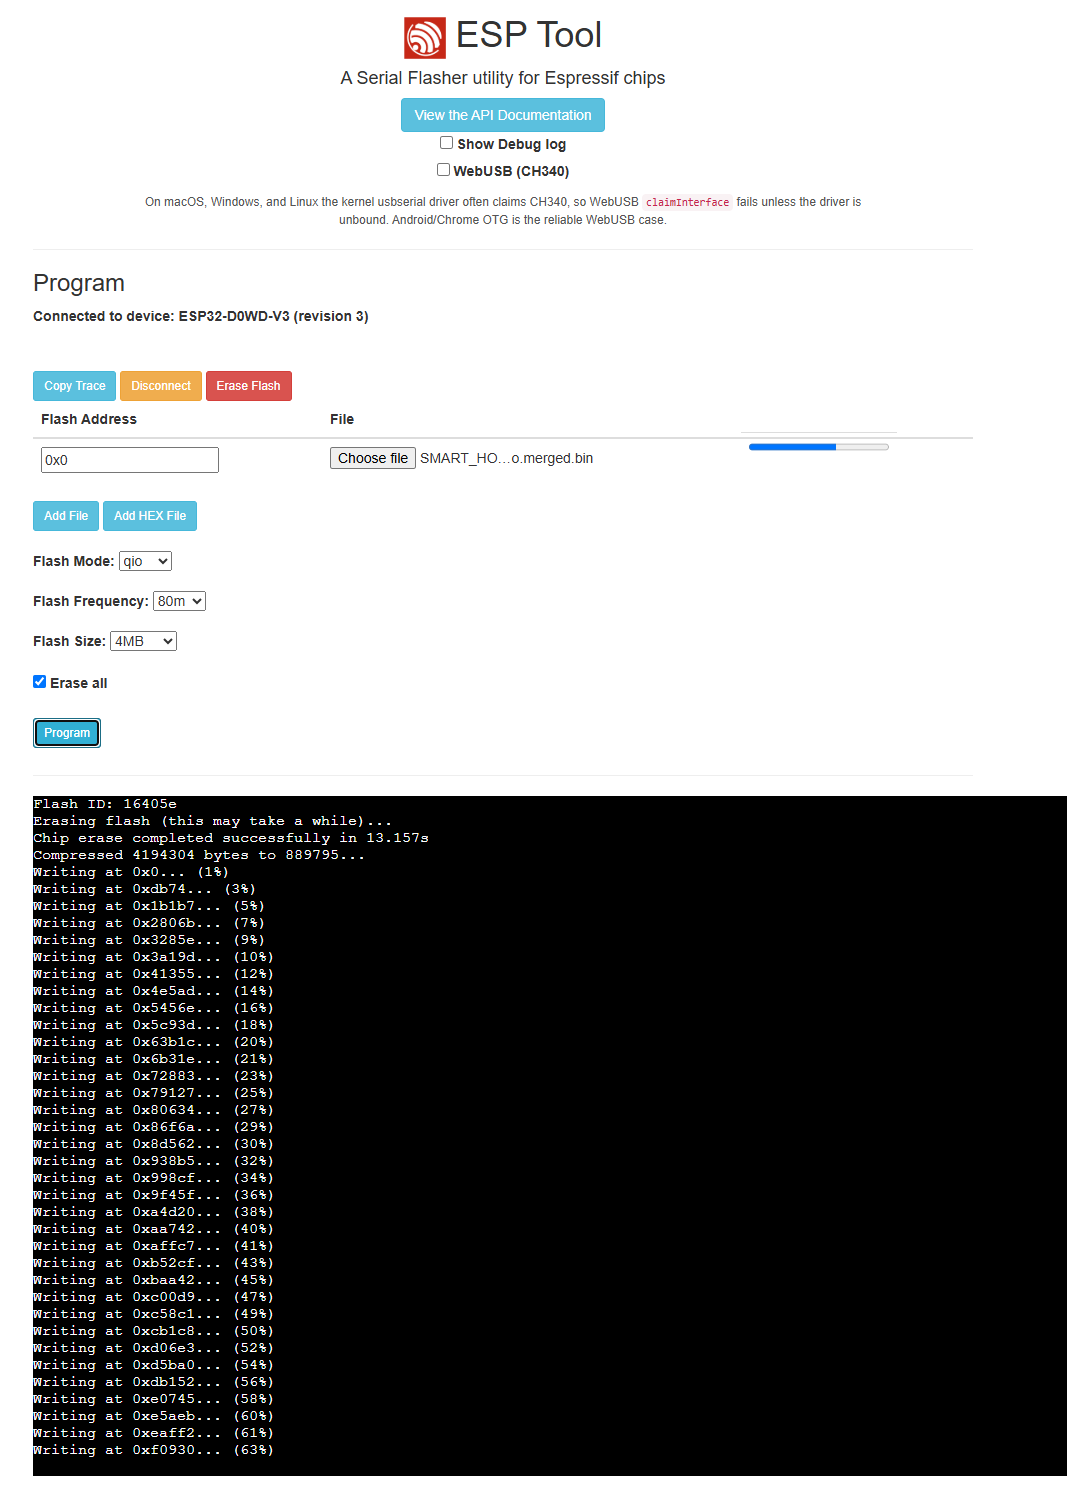 ESP Tool
A Serial Flasher utility for Espressif chips
View the API Documentation
Show Debug log
WebUSB (CH340)
On macOS, Windows, and Linux the kernel usbserial driver often claims CH340, so WebUSB claimInterface fails unless the driver is
unbound. Android/Chrome OTG is the reliable WebUSB case.
Program
Connected to device: ESP32-D0WD-V3 (revision 3)
Copy Trace Disconnect Erase Flash
Flash Address File
0x0 Choose file SMART_HO...o.merged.bin
Add File Add HEX File
Flash Mode: qio
Flash Frequency: 80m
Flash Size: 4MB
Erase all
Program
Flash ID: 16405e
Erasing flash (this may take a while)...
Chip erase completed successfully in 13.157s
Compressed 4194304 bytes to 889795...
Writing at 0x0... (1%)
Writing at 0xdb74... (3%)
Writing at 0x1b1b7... (5%)
Writing at 0x2806b... (7%)
Writing at 0x3285e... (9%)
Writing at 0x3a19d... (10%)
Writing at 0x41355... (12%)
Writing at 0x4e5ad... (14%)
Writing at 0x5456e... (16%)
Writing at 0x5c93d... (18%)
Writing at 0x63b1c... (20%)
Writing at 0x6b31e... (21%)
Writing at 0x72883... (23%)
Writing at 0x79127... (25%)
Writing at 0x80634... (27%)
Writing at 0x86f6a... (29%)
Writing at 0x8d562... (30%)
Writing at 0x938b5... (32%)
Writing at 0x998cf... (34%)
Writing at 0x9f45f... (36%)
Writing at 0xa4d20... (38%)
Writing at 0xaa742... (40%)
Writing at 0xaffc7... (41%)
Writing at 0xb52cf... (43%)
Writing at 0xbaa42... (45%)
Writing at 0xc00d9... (47%)
Writing at 0xc58c1... (49%)
Writing at 0xcb1c8... (50%)
Writing at 0xd06e3... (52%)
Writing at 0xd5ba0... (54%)
Writing at 0xdb152... (56%)
Writing at 0xe0745... (58%)
Writing at 0xe5aeb... (60%)
Writing at 0xeaff2... (61%)
Writing at 0xf0930... (63%)